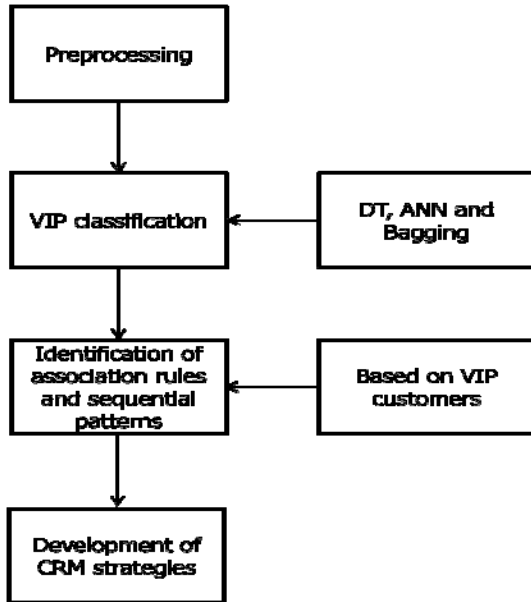 Preprocessing
VIP classification
DT, ANN and
Bagging
Identification of
association rules
and sequential
patterns
Based on VIP
customers
Development of
CRM strategies